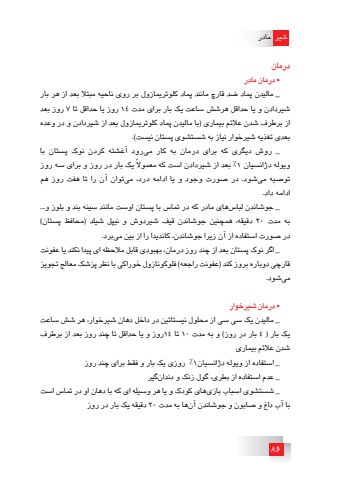 شیر مادر
درمان
• درمان مادر
_ مالیدن پماد ضد قارچ مانند پماد کلوتریمازول بر روی ناحیه مبتلا بعد از هر بار
شیردادن و یا حداقل هرشش ساعت یک بار برای مدت ۱۴ روز یا حداقل تا ۷ روز بعد
از برطرف شدن علائم بیماری (با مالیدن پماد کلوتریمازول بعد از شیردادن و در وعده
بعدی تغذیه شیرخوار نیاز به شستشوی پستان نیست).
_ روش دیگری که برای درمان به کار می‌رود آغشته کردن نوک پستان با
ویوله دژانسیان ۱٪ بعد از شیردادن است که معمولاً یک بار در روز و برای سه روز
توصیه می‌شود. در صورت وجود و یا ادامه درد، می‌توان آن را تا هفت روز هم
ادامه داد.
_ جوشاندن لباس‌های مادر که در تماس با پستان اوست مانند سینه بند و بلوز و...
به مدت ۲۰ دقیقه، همچنین جوشاندن قیف شیردوش و نیپل شیلد (محافظ پستان)
در صورت استفاده از آن زیرا جوشاندن، کاندیدا را از بین می‌برد.
_ اگر نوک پستان بعد از چند روز درمان، بهبودی قابل ملاحظه ای پیدا نکند یا عفونت
قارچی دوباره بروز کند (عفونت راجعه) فلوکونازول خوراکی با نظر پزشک معالج تجویز
می‌شود.
• درمان شیرخوار
_ مالیدن یک سی سی از محلول نیستاتین در داخل دهان شیرخوار، هر شش ساعت
یک بار ( ۴ بار در روز) و به مدت ۱۰ تا ۱۴روز و یا حداقل تا چند روز بعد از برطرف
شدن علائم بیماری
_ استفاده از ویوله دژانسیان۱٪ روزی یک بار و فقط برای چند روز
_ عدم استفاده از بطری، گول زنک و دندان‌گیر
_ شستشوی اسباب بازی‌های کودک و یا هر وسیله ای که با دهان او در تماس است
با آب داغ و صابون و جوشاندن آن‌ها به مدت ۲۰ دقیقه یک بار در روز
۸۶